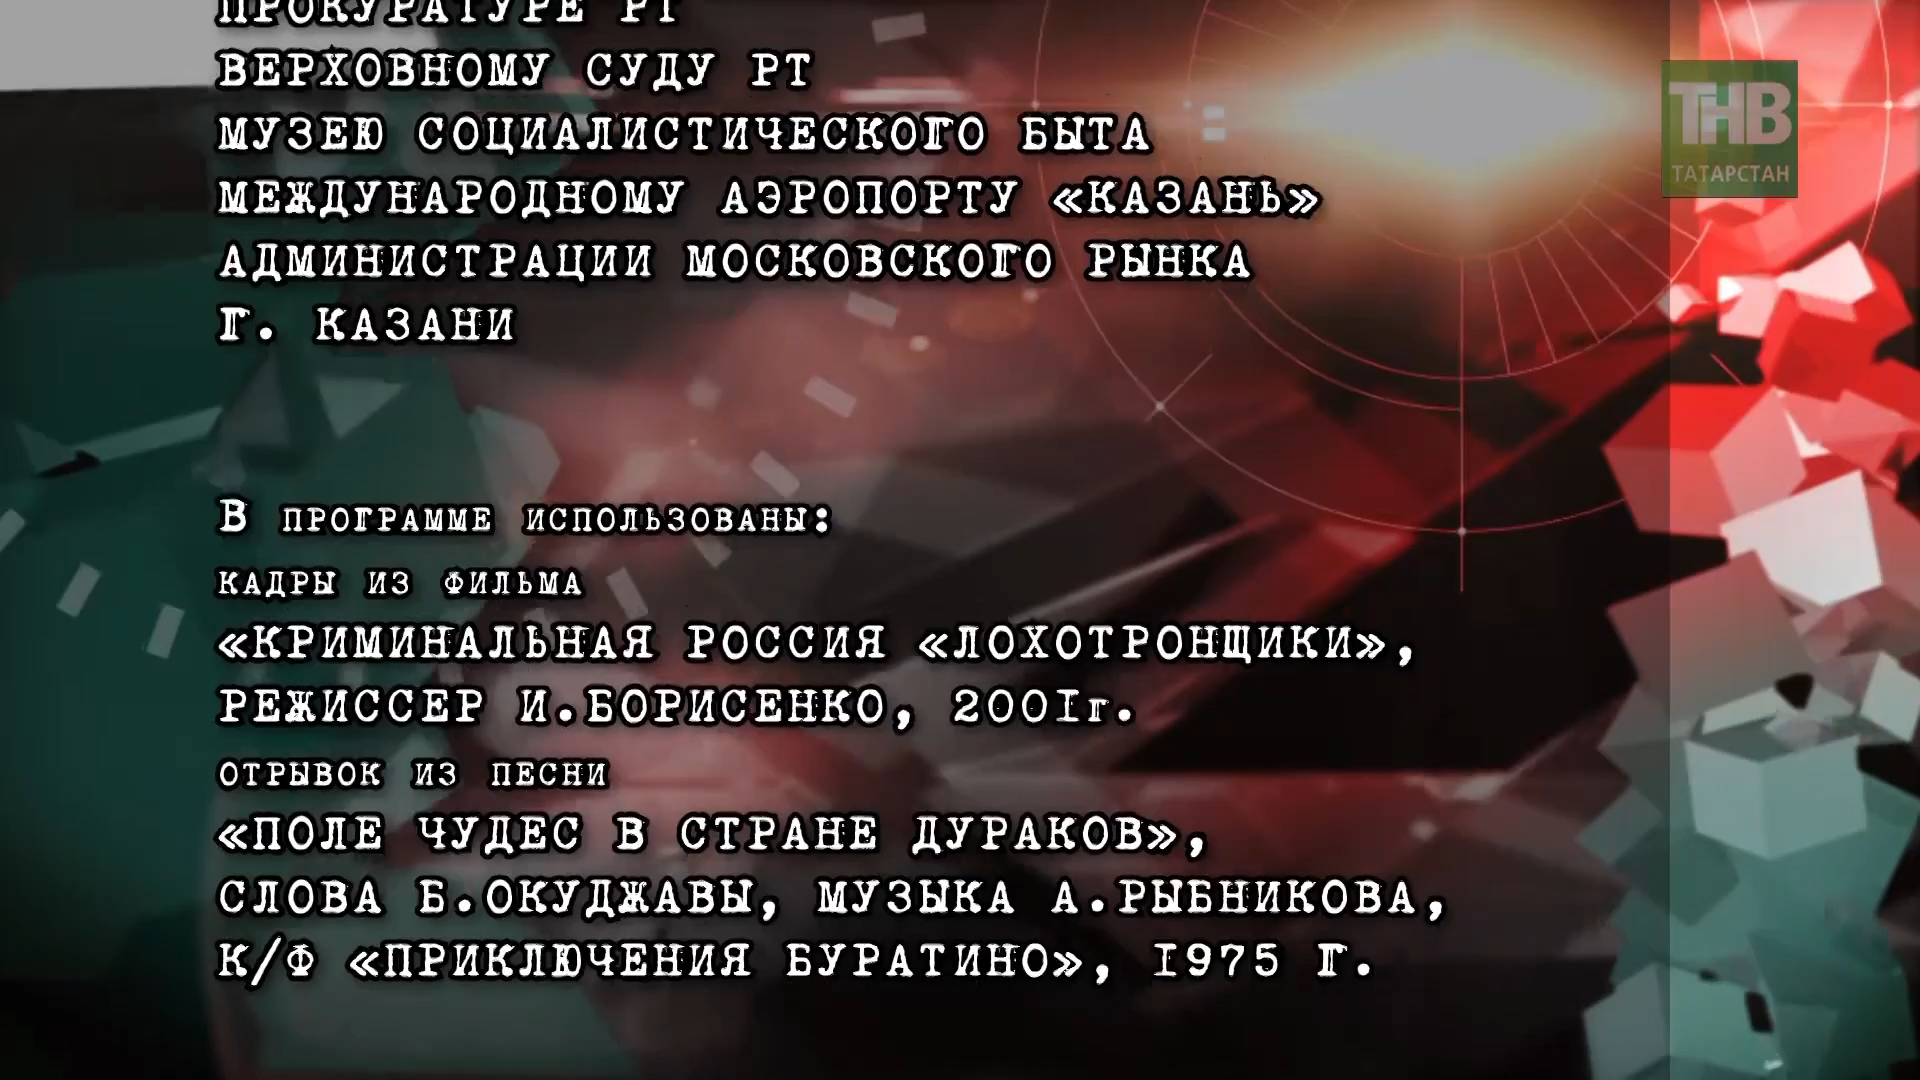 ПРОКУРАТУРЕ РТ
ВЕРХОВНОМУ СУДУ РТ
МУЗЕЮ СОЦИАЛИСТИЧЕСКОГО БЫТА
МЕЖДУНАРОДНОМУ АЭРОПОРТУ «КАЗАНЬ»
АДМИНИСТРАЦИИ МОСКОВСКОГО РЫНКА
Г. КАЗАНИ
ТНВ
ТАТАРСТАН
В ПРОГРАММЕ ИСПОЛЬЗОВАНЫ:
КАДРЫ ИЗ ФИЛЬМА
«КРИМИНАЛЬНАЯ РОССИЯ «ЛОХОТРОНЩИКИ»,
РЕЖИССЕР И.БОРИСЕНКО, 2001г.
ОТРЫВОК ИЗ ПЕСНИ
«ПОЛЕ ЧУДЕС В СТРАНЕ ДУРАКОВ»,
СЛОВА Б.ОКУДЖАВЫ, МУЗЫКА А.РЫБНИКОВА,
К/Ф «ПРИКЛЮЧЕНИЯ БУРАТИНО», 1975 Г.